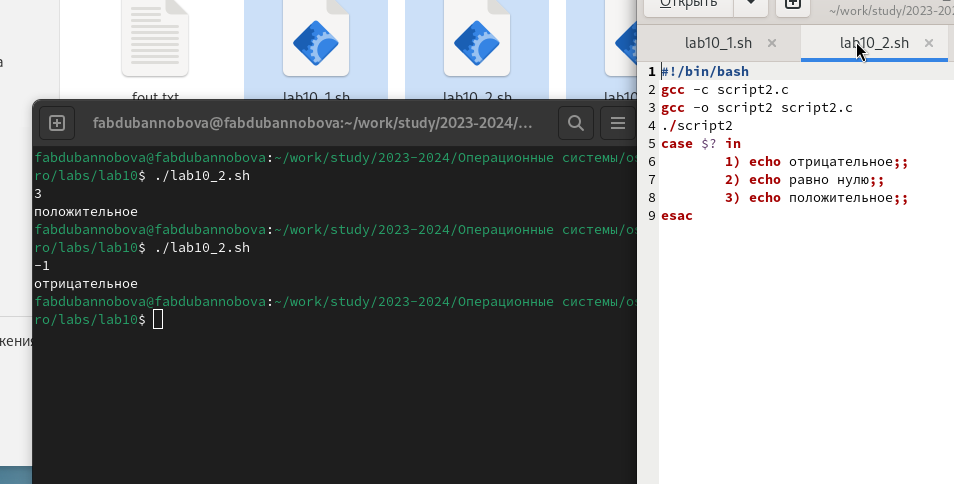 Открыть
~/work/study/2023-20
lab10_1.sh
lab10_2.sh
fout.txt
lab10_1.sh
lab10_2.sh
fabdubannobova@fabdubannobova:~/work/study/2023-2024/...
fabdubannobova@fabdubannobova:~/work/study/2023-2024/Операционные системы/os
ro/labs/lab10$ ./lab10_2.sh
3
положительное
fabdubannobova@fabdubannobova:~/work/study/2023-2024/Операционные системы/os
ro/labs/lab10$ ./lab10_2.sh
-1
отрицательное
fabdubannobova@fabdubannobova:~/work/study/2023-2024/Операционные системы/os
ro/labs/lab10$
1 #!/bin/bash
2 gcc -c script2.c
3 gcc -o script2 script2.c
4 ./script2
5 case $? in
6 1) echo отрицательное;;
7 2) echo равно нулю;;
8 3) echo положительное;;
9 esac